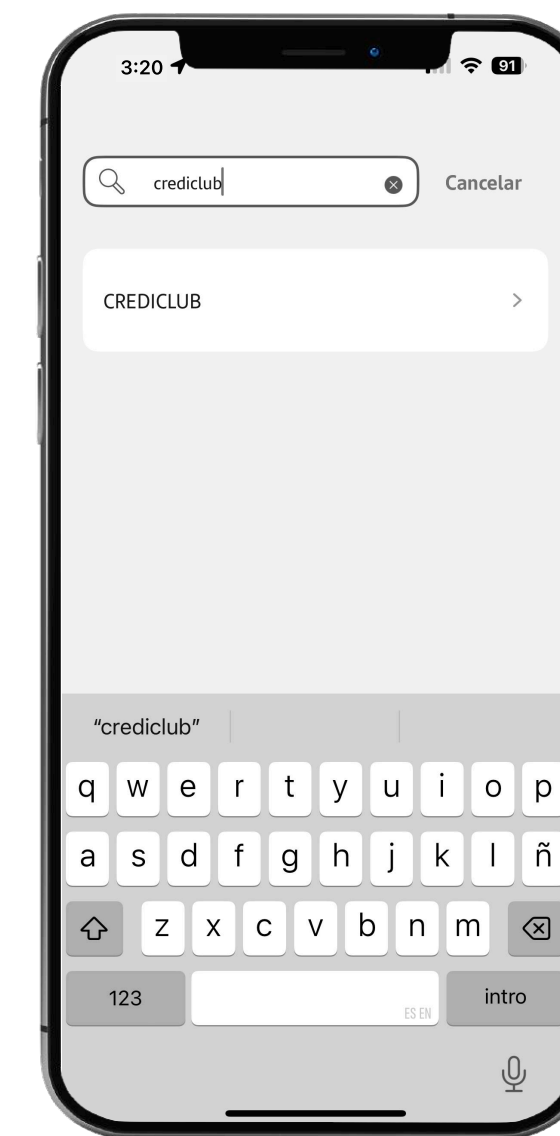 3:20
91
crediclub
Cancelar
CREDICLUB
“crediclub”
q w e r t y u i o p
a s d f g h j k l ñ
z x c v b n m
123
ES EN
intro